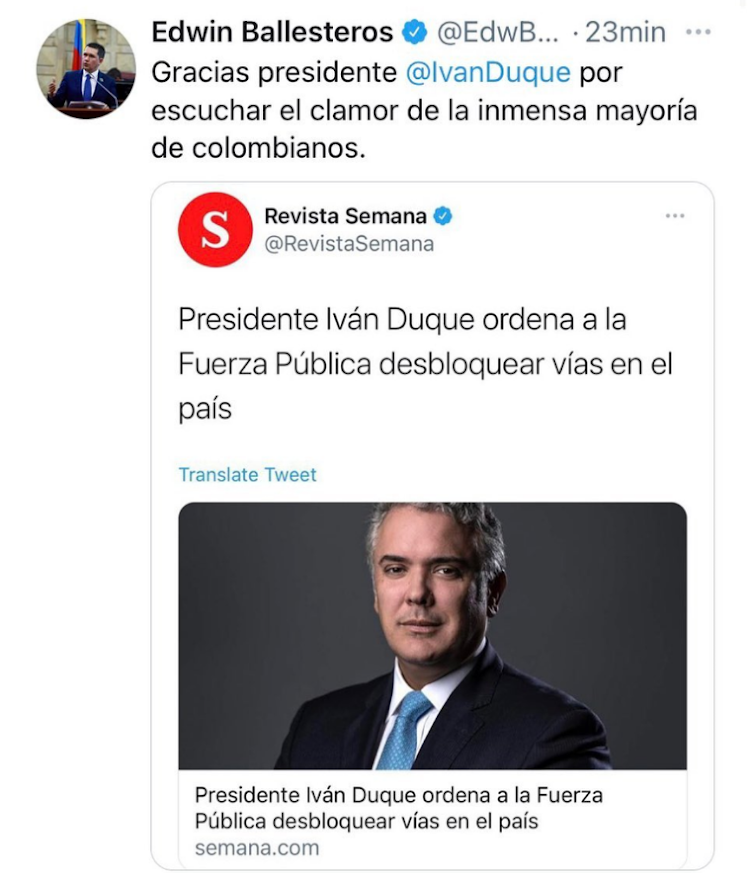 Edwin Ballesteros @EdwB... · 23min
Gracias presidente @IvanDuque por
escuchar el clamor de la inmensa mayoría
de colombianos.
S
Revista Semana
@RevistaSemana
Presidente Iván Duque ordena a la
Fuerza Pública desbloquear vías en el
país
Translate Tweet
Presidente Iván Duque ordena a la Fuerza
Pública desbloquear vías en el país
semana.com